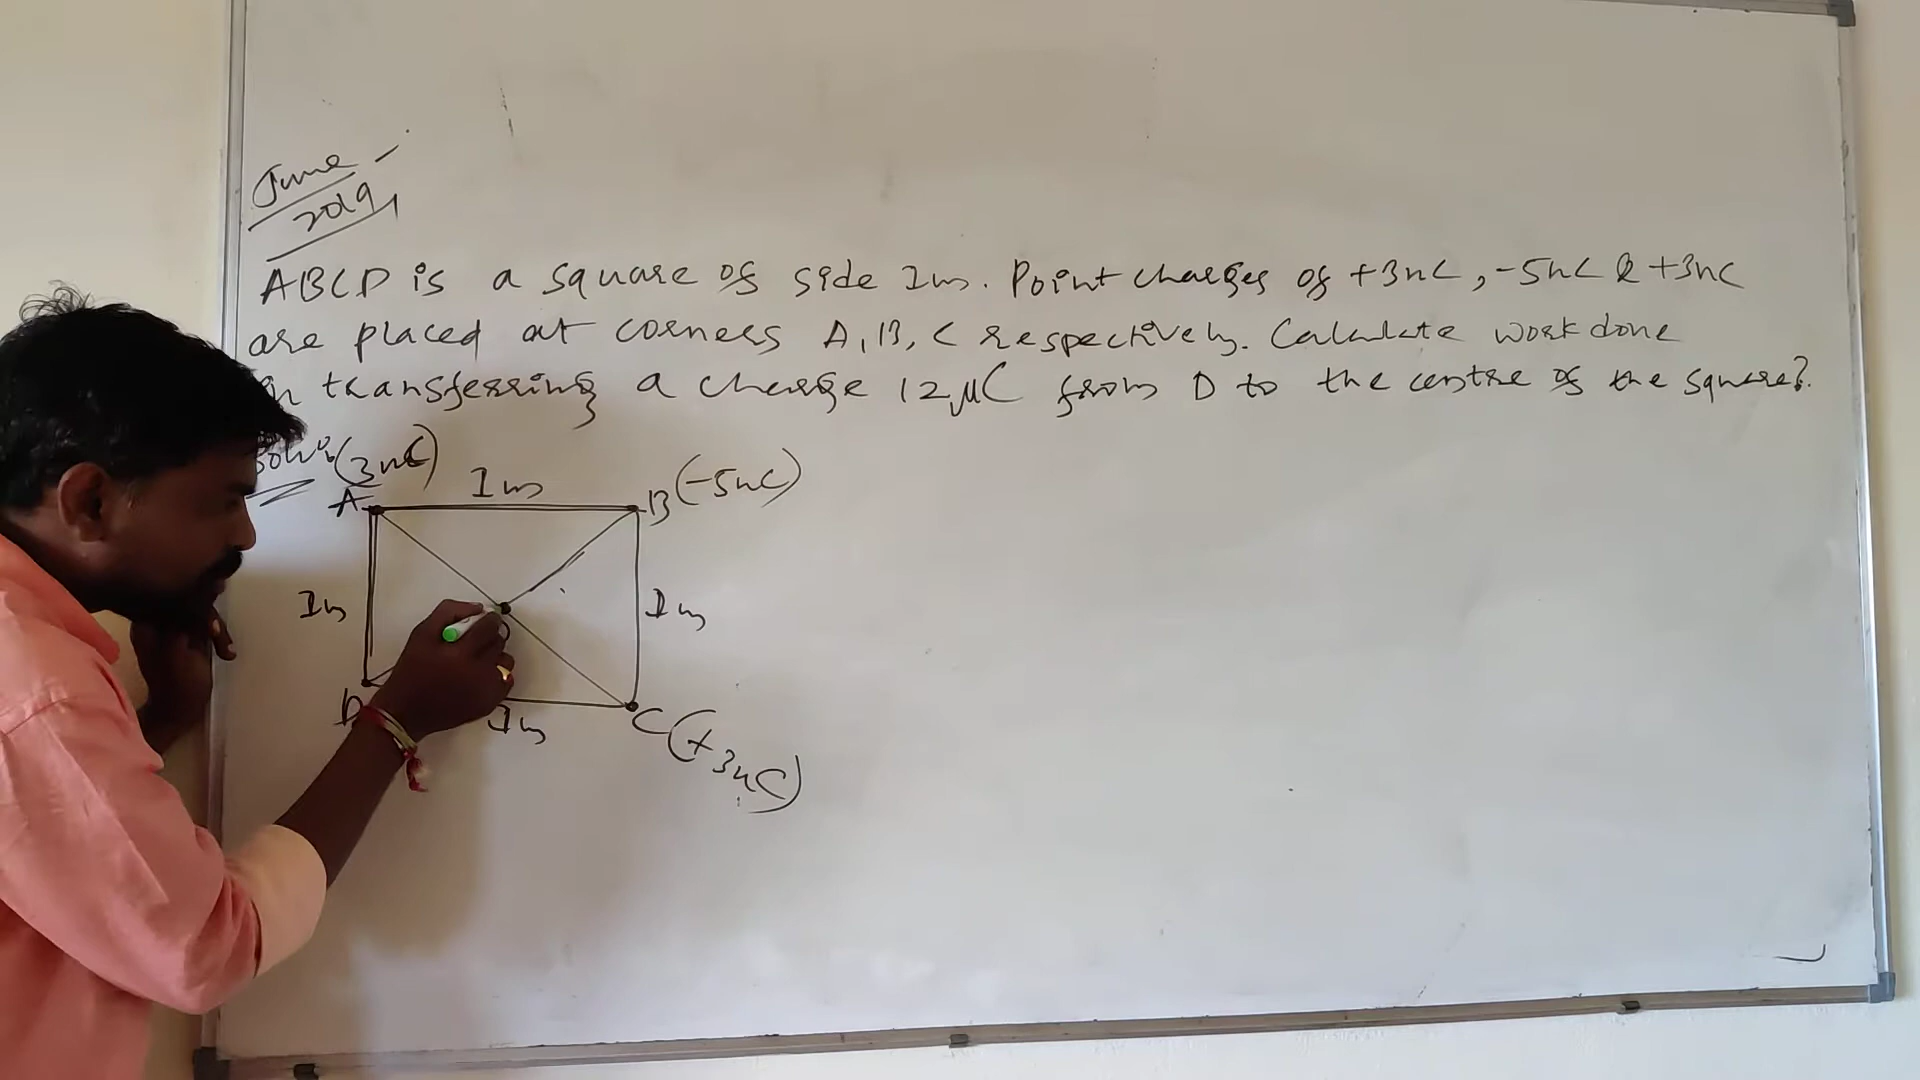 June -
2019
ABCD is a square of side 1m. Point charges of +3nC, -5nC & +3nC
are placed at corners A, B, C respectively. Calculate work done
in transferring a charge 12μC from D to the centre of the square?
Soln:
(3nC)
A
1m
B (-5nC)
1m
1m
D
1m
C (+3nC)